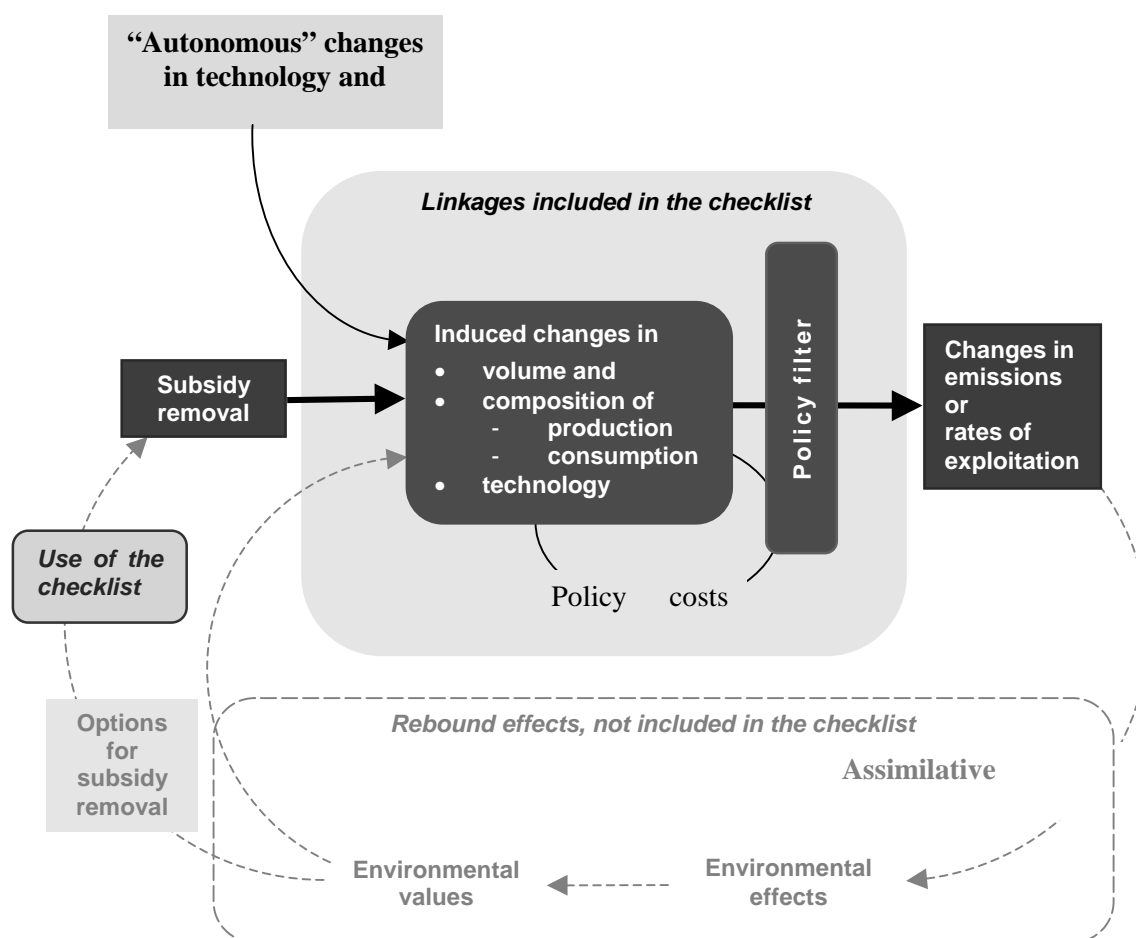 “Autonomous” changes
in technology and
Linkages included in the checklist
Induced changes in
• volume and
• composition of
- production
- consumption
• technology
Policy filter
Subsidy
removal
Changes in
emissions
or
rates of
exploitation
Policy costs
Use of the
checklist
Options
for
subsidy
removal
Rebound effects, not included in the checklist
Assimilative
Environmental
values
Environmental
effects